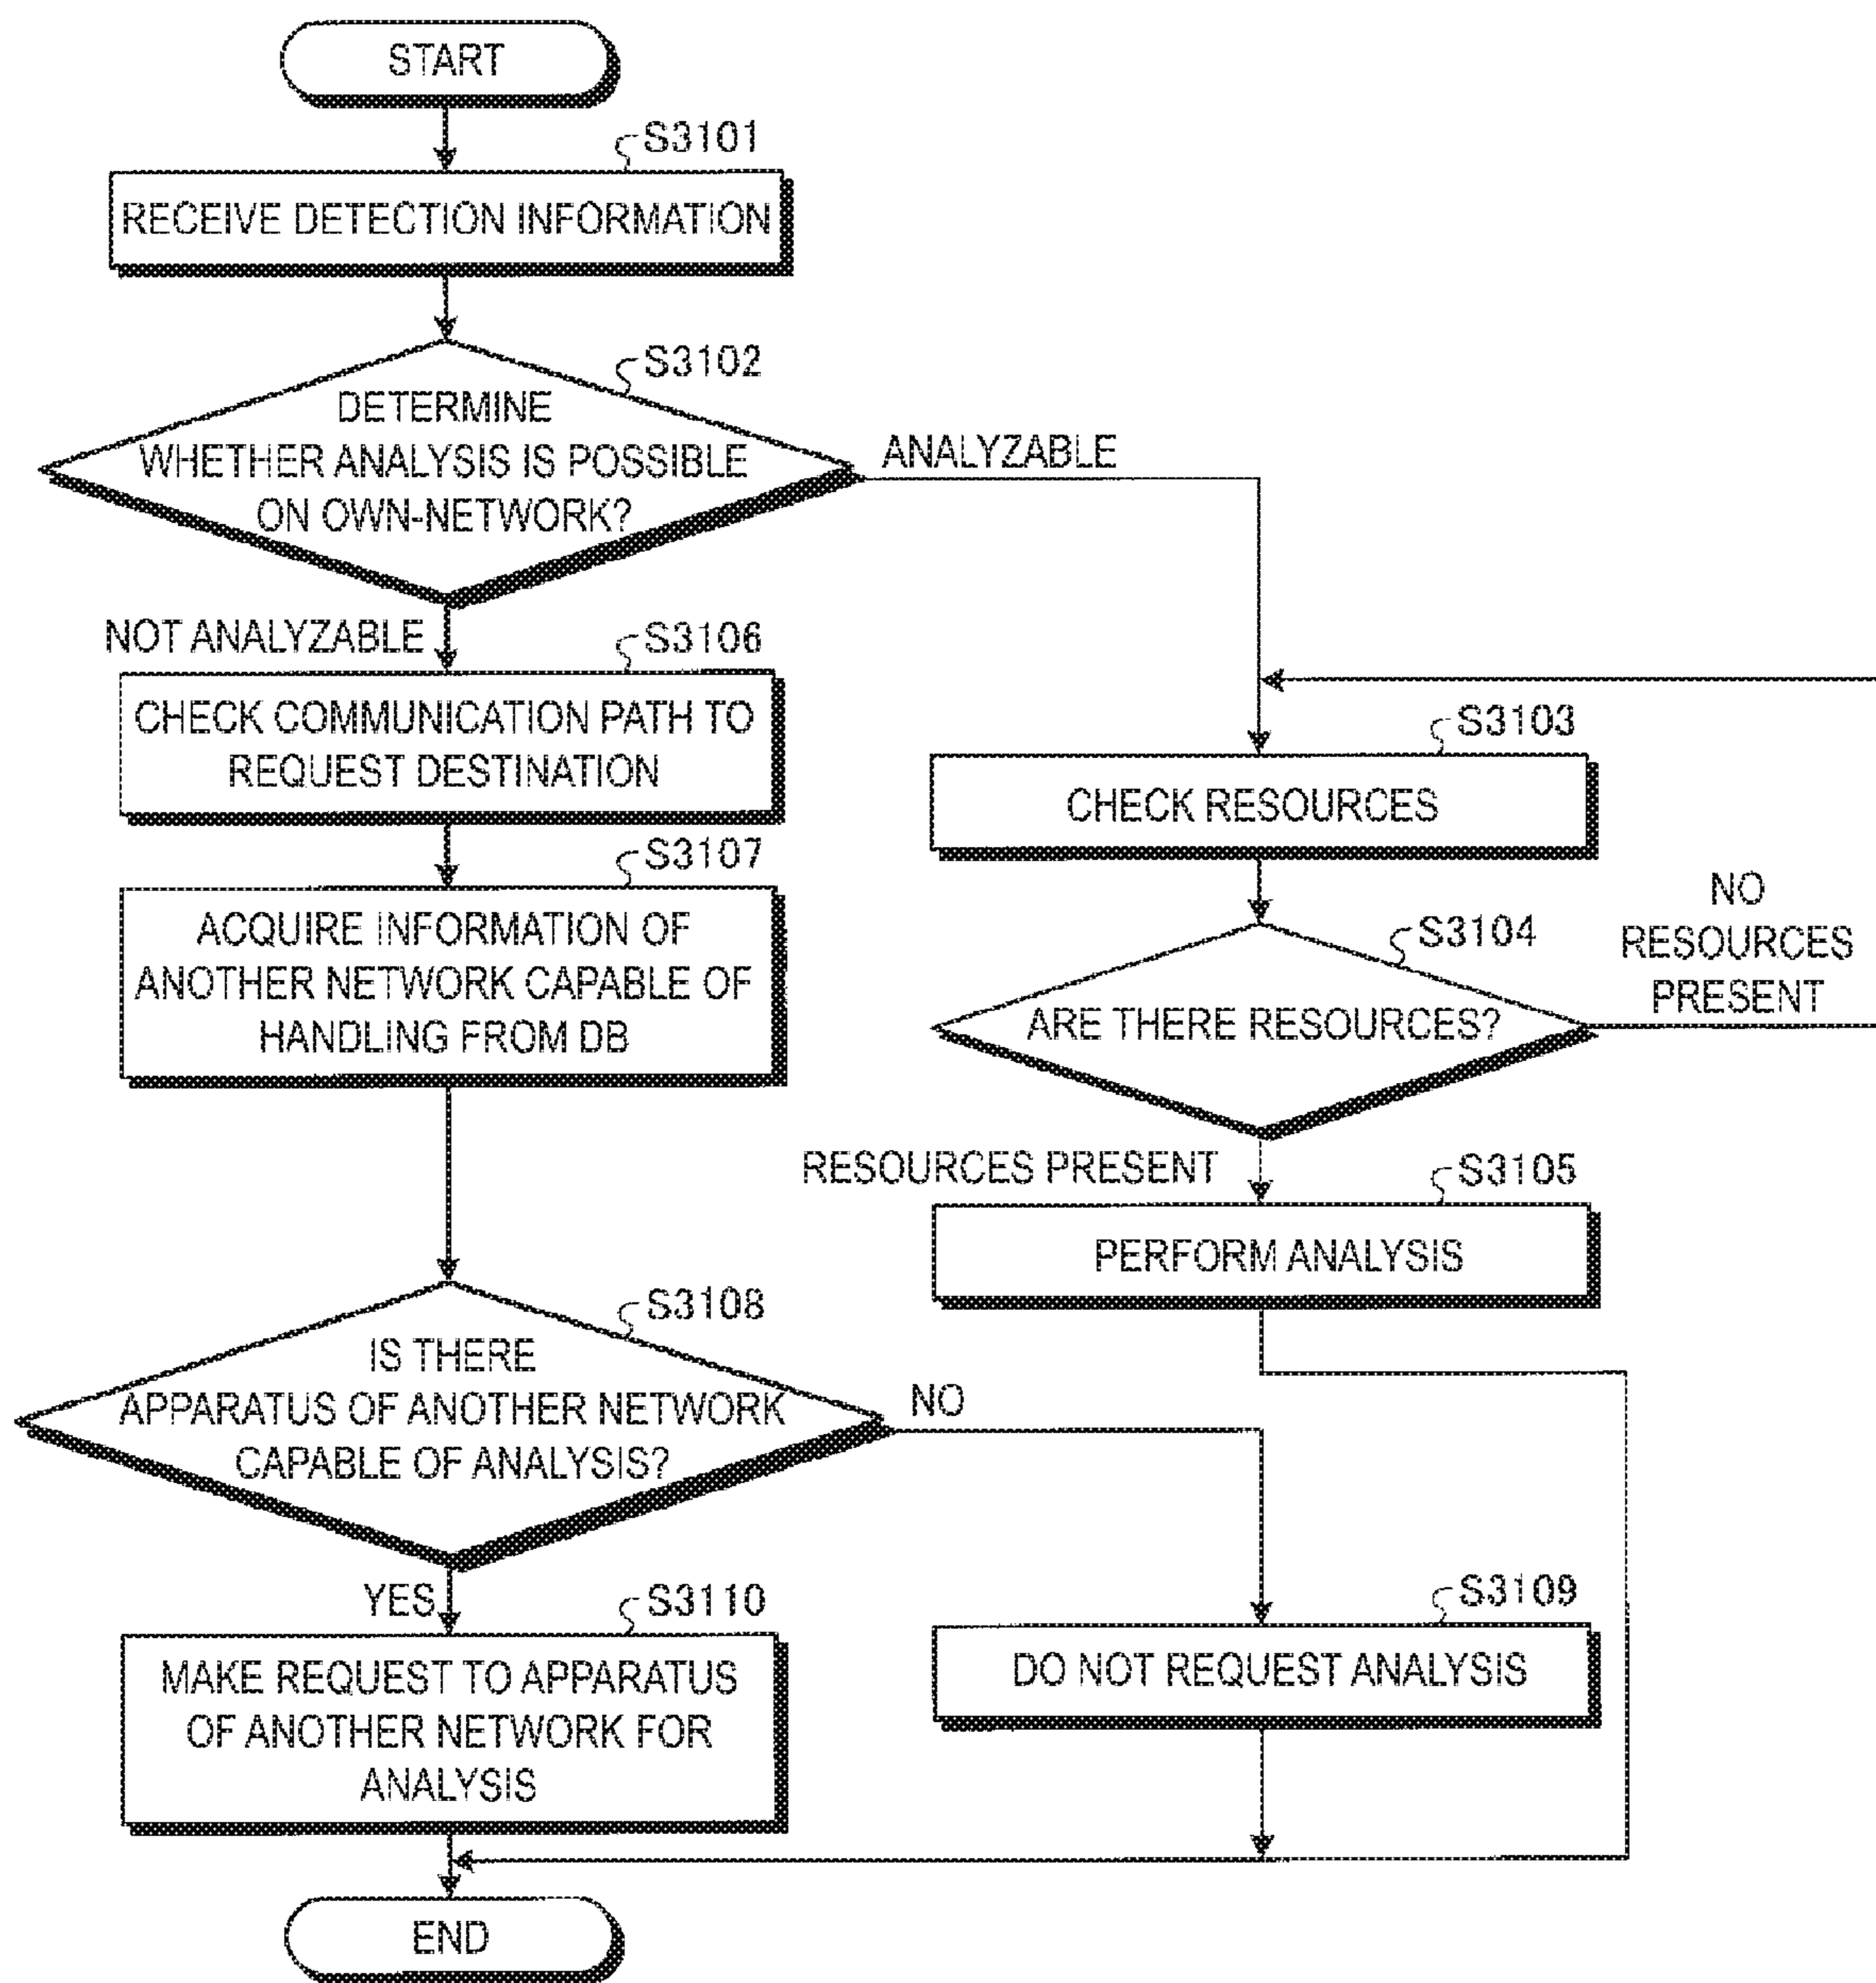 START
S3101
RECEIVE DETECTION INFORMATION
S3102
DETERMINE
WHETHER ANALYSIS IS POSSIBLE
ON OWN-NETWORK?
ANALYZABLE
NOT ANALYZABLE
S3106
CHECK COMMUNICATION PATH TO
REQUEST DESTINATION
S3103
CHECK RESOURCES
S3107
ACQUIRE INFORMATION OF
ANOTHER NETWORK CAPABLE OF
HANDLING FROM DB
S3104
ARE THERE RESOURCES?
NO
RESOURCES
PRESENT
RESOURCES PRESENT
S3105
PERFORM ANALYSIS
S3108
IS THERE
APPARATUS OF ANOTHER NETWORK
CAPABLE OF ANALYSIS?
NO
YES
S3110
MAKE REQUEST TO APPARATUS
OF ANOTHER NETWORK FOR
ANALYSIS
S3109
DO NOT REQUEST ANALYSIS
END